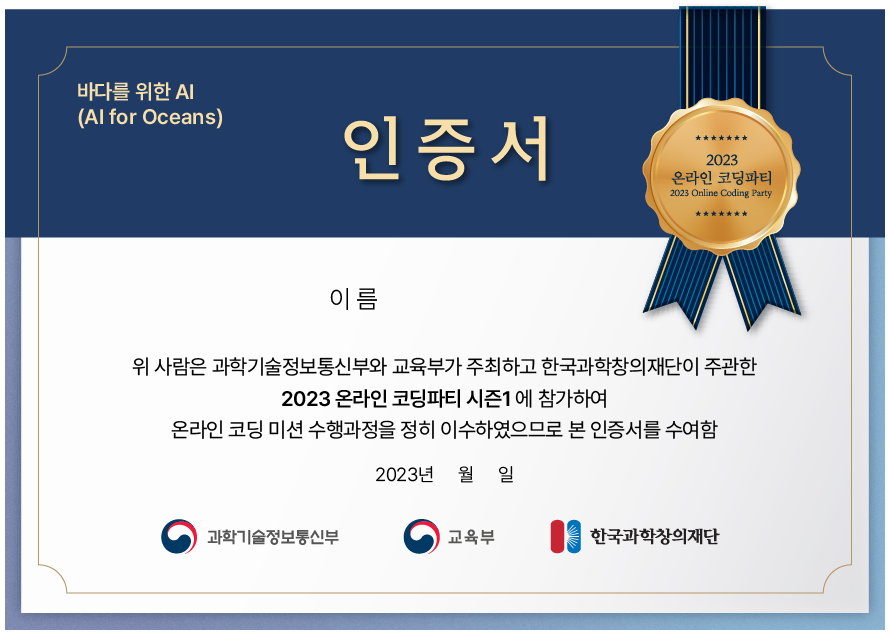 바다를 위한 AI
(AI for Oceans)
인증서
2023
온라인 코딩파티
2023 Online Coding Party
이 름
위 사람은 과학기술정보통신부와 교육부가 주최하고 한국과학창의재단이 주관한
2023 온라인 코딩파티 시즌1 에 참가하여
온라인 코딩 미션 수행과정을 정히 이수하였으므로 본 인증서를 수여함
2023년 월 일
과학기술정보통신부
교육부
한국과학창의재단